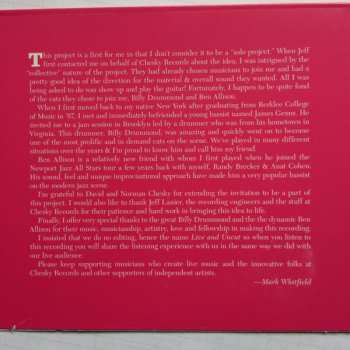 This project is a first for me in that I don't consider it to be a "solo project." When Jeff
first contacted me on behalf of Chesky Records about the idea, I was intrigued by the
"collective" nature of the project. They had already chosen musicians to join me and had a
pretty good idea of the direction for the material & overall sound they wanted. All I was
being asked to do was show up and play the guitar! Fortunately, I happen to be quite fond
of the cats they chose to join me, Billy Drummond and Ben Allison.
When I first moved back to my native New York after graduating from Berklee College
of Music in '87, I met and immediately befriended a young bassist named James Genus. He
invited me to a jam session in Brooklyn led by a drummer who was from his hometown in
Virginia. This drummer, Billy Drummond, was amazing and quickly went on to become
one of the most prolific and in demand cats on the scene. We've played in many different
situations over the years & I'm proud to know him and call him my friend.
Ben Allison is a relatively new friend with whom I first played when he joined the
Newport Jazz All Stars tour a few years back with myself, Randy Brecker & Anat Cohen.
His sound, feel and unique improvisational approach have made him a very popular bassist
on the modern jazz scene.
I'm grateful to David and Norman Chesky for extending the invitation to be a part of
this project. I would also like to thank Jeff Lanier, the recording engineers and the staff at
Chesky Records for their patience and hard work in bringing this idea to life.
Finally, I offer very special thanks to the great Billy Drummond and the the dynamic Ben
Allison for their music, musicianship, artistry, love and fellowship in making this recording.
I insisted that we do no editing, hence the name Live and Uncut so when you listen to
this recording you will share the listening experience with us in the same way we did with
our live audience.
Please keep supporting musicians who create live music and the innovative folks at
Chesky Records and other supporters of independent artists.
—Mark Whitfield